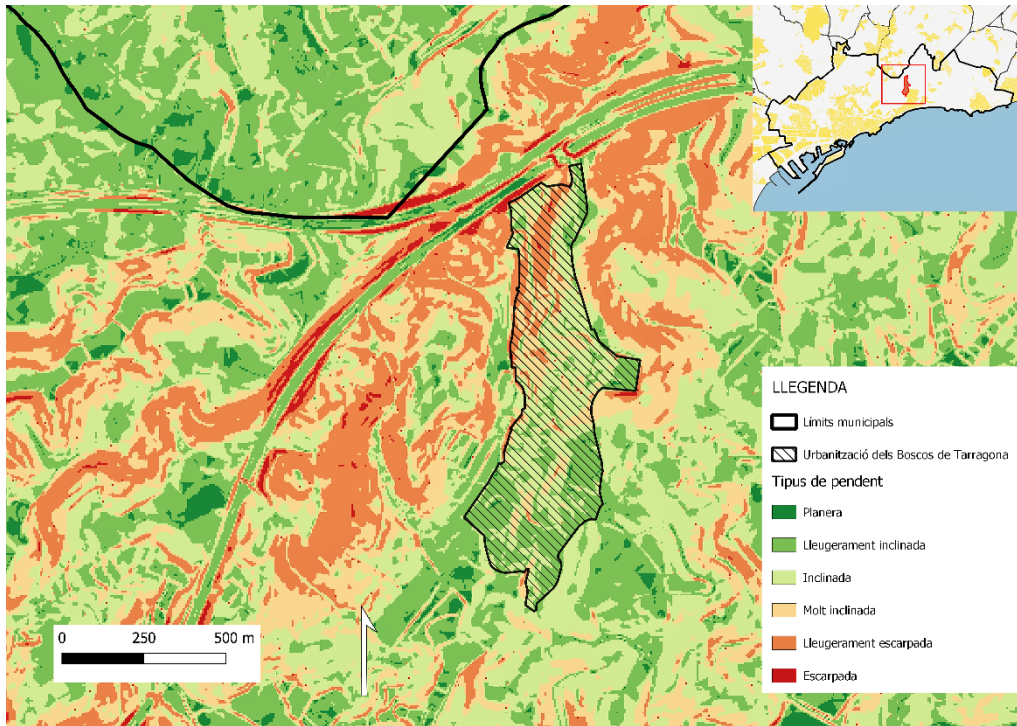 LLEGENDA
Límits municipals
Urbanització dels Boscos de Tarragona
Tipus de pendent
Planera
Lleugerament inclinada
Inclinada
Molt inclinada
Lleugerament escarpada
Escarpada
0 250 500 m